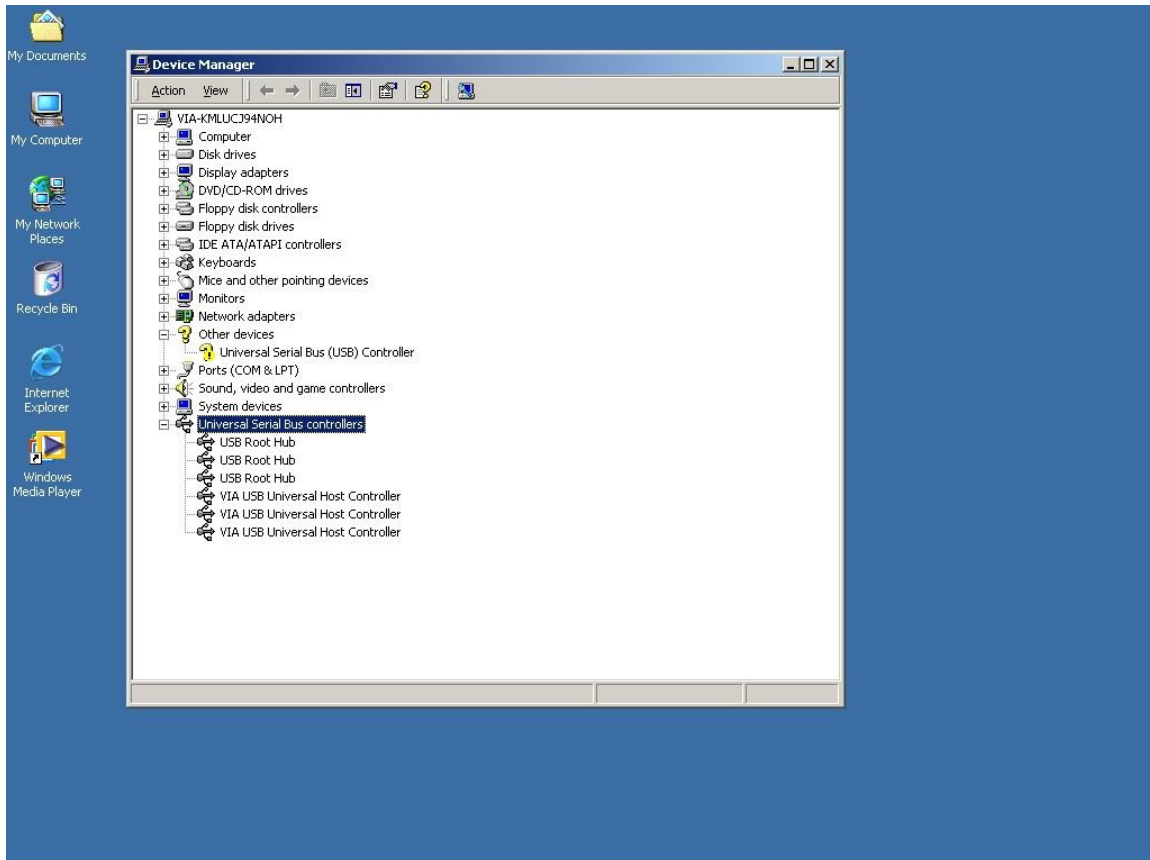 My Documents
My Computer
My Network
Places
Recycle Bin
Internet
Explorer
Windows
Media Player
Device Manager
Action View
VIA-KMLUCJ94NOH
Computer
Disk drives
Display adapters
DVD/CD-ROM drives
Floppy disk controllers
Floppy disk drives
IDE ATA/ATAPI controllers
Keyboards
Mice and other pointing devices
Monitors
Network adapters
Other devices
Universal Serial Bus (USB) Controller
Ports (COM & LPT)
Sound, video and game controllers
System devices
Universal Serial Bus controllers
USB Root Hub
USB Root Hub
USB Root Hub
VIA USB Universal Host Controller
VIA USB Universal Host Controller
VIA USB Universal Host Controller